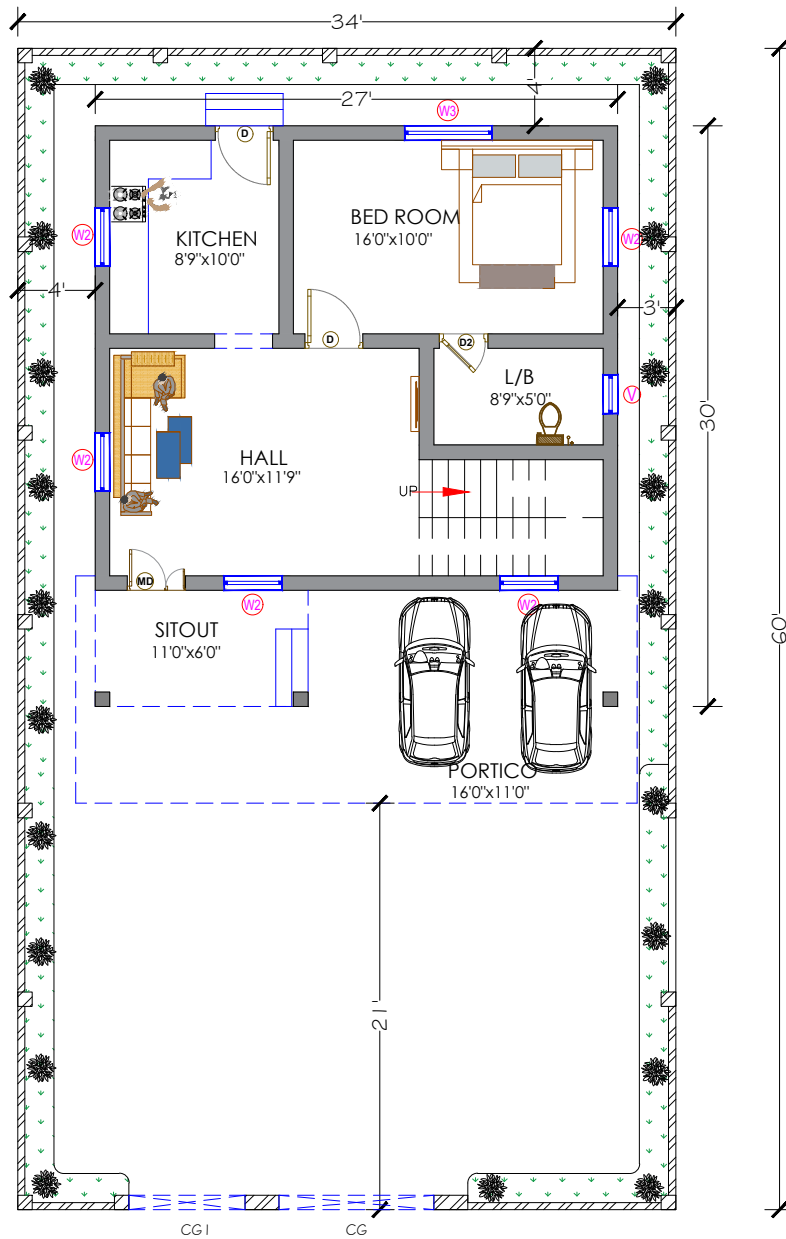 34'
4'
27'
W3
D
BED ROOM
16'0"x10'0"
KITCHEN
8'9"x10'0"
W2
W2
4'
3'
D
D2
L/B
8'9"x5'0"
V
30'
HALL
16'0"x11'9"
W2
UP
MD
W2
W2
SITOUT
11'0"x6'0"
60'
PORTICO
16'0"x11'0"
21'
CG1
CG